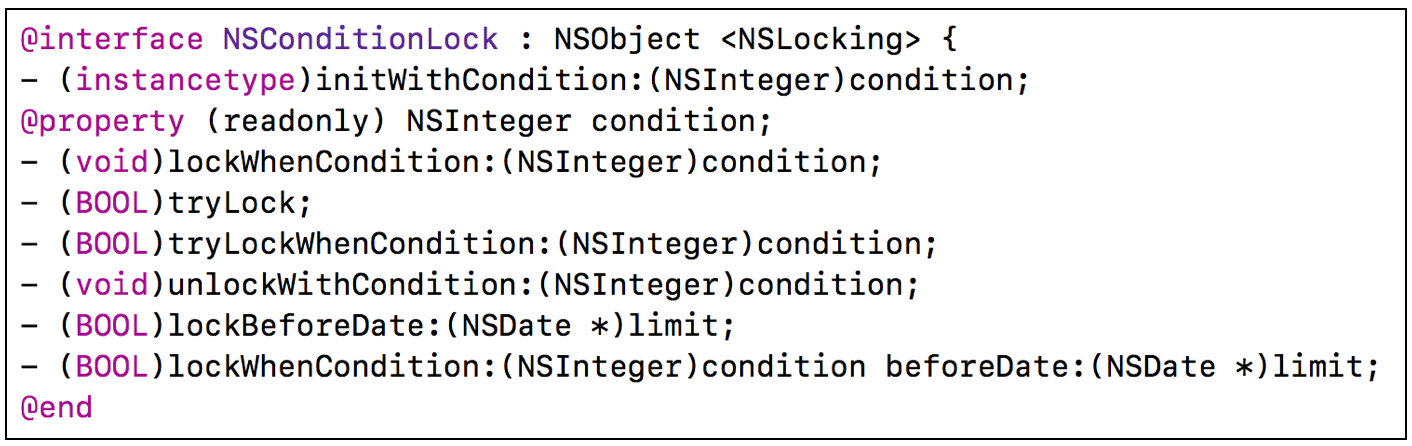 @interface NSConditionLock : NSObject <NSLocking> {
- (instancetype)initWithCondition:(NSInteger)condition;
@property (readonly) NSInteger condition;
- (void)lockWhenCondition:(NSInteger)condition;
- (BOOL)tryLock;
- (BOOL)tryLockWhenCondition:(NSInteger)condition;
- (void)unlockWithCondition:(NSInteger)condition;
- (BOOL)lockBeforeDate:(NSDate *)limit;
- (BOOL)lockWhenCondition:(NSInteger)condition beforeDate:(NSDate *)limit;
@end